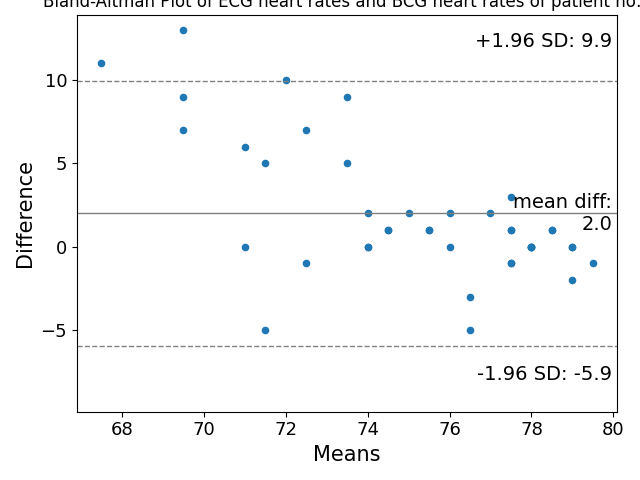 Bland-Altman Plot of ECG heart rates and BCG heart rates of patient no.
+1.96 SD: 9.9
10
5
mean diff:
2.0
0
−5
-1.96 SD: -5.9
Difference
68 70 72 74 76 78 80
Means